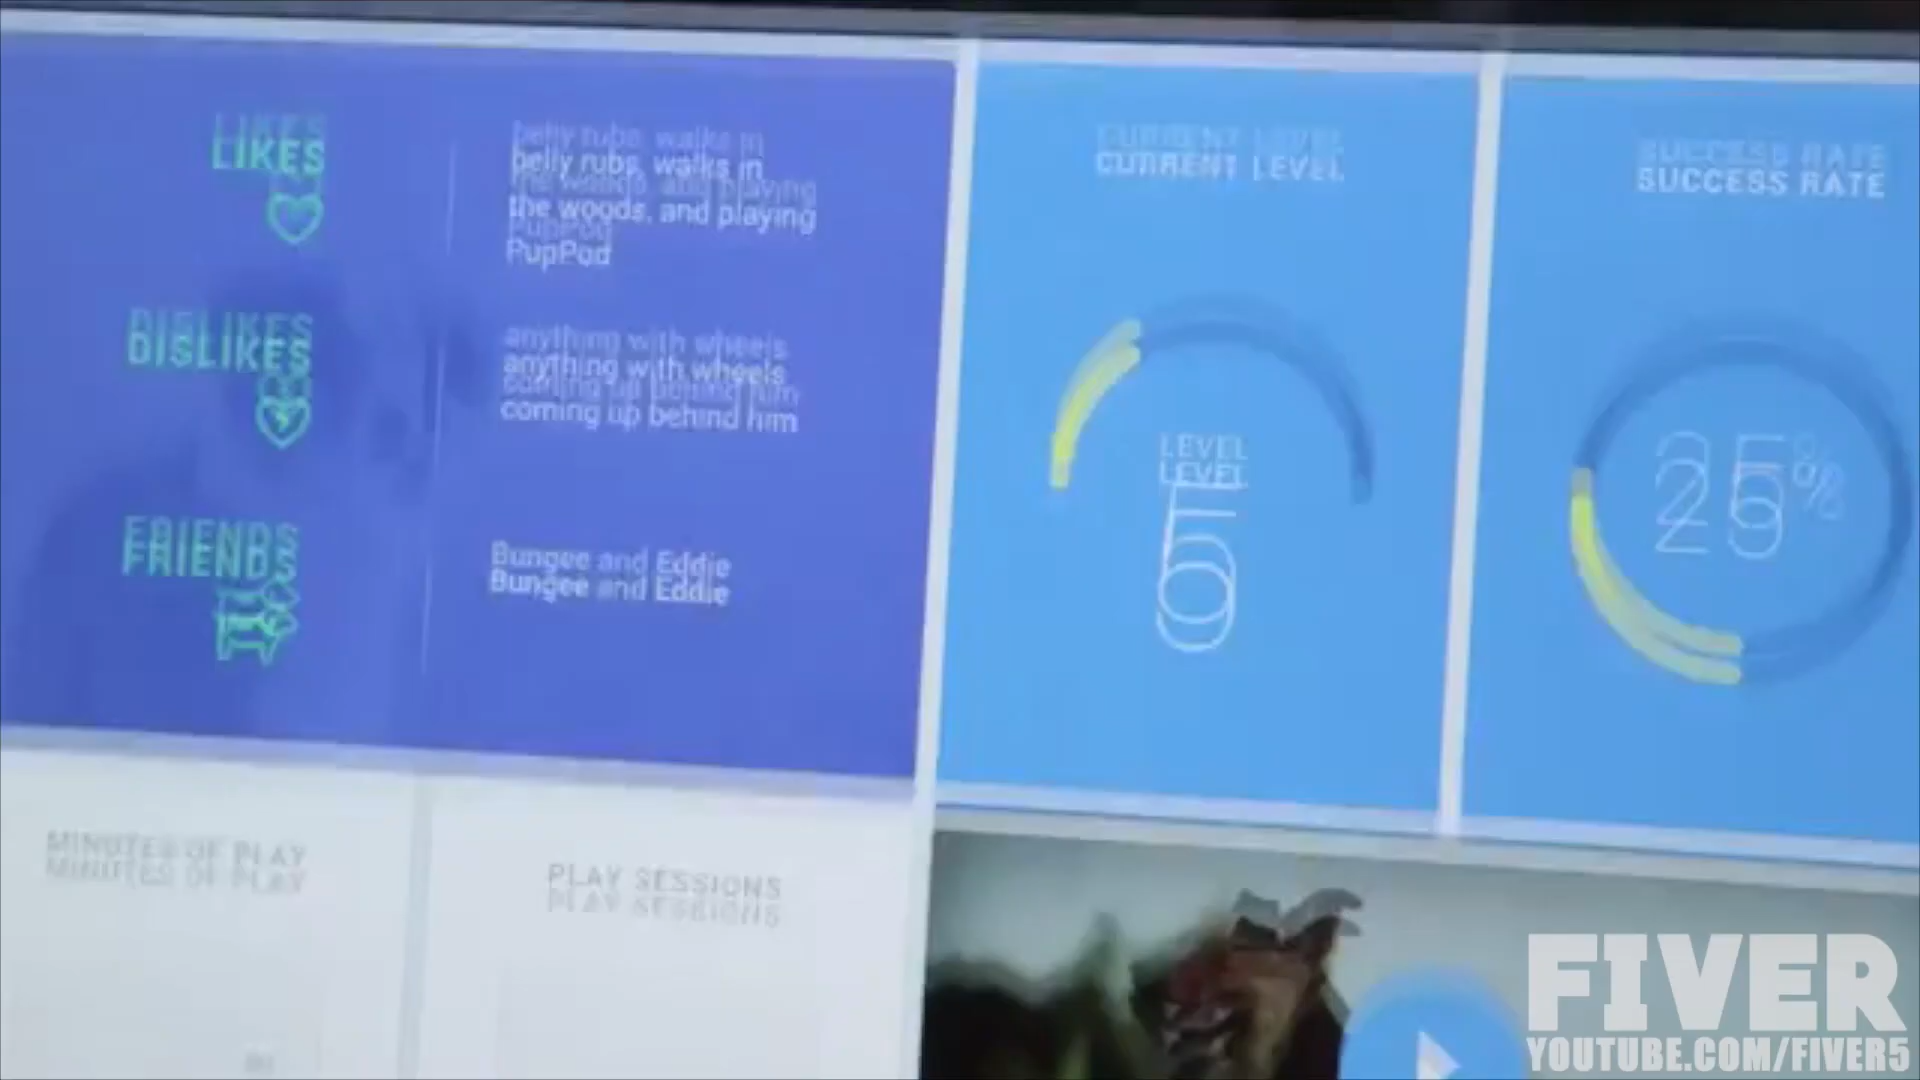 LIKES
belly rubs, walks in
the woods, and playing
PupPod
DISLIKES
anything with wheels
coming up behind him
FRIENDS
Bungee and Eddie
CURRENT LEVEL
LEVEL
5
SUCCESS RATE
25%
MINUTES OF PLAY
PLAY SESSIONS
FIVER
YOUTUBE.COM/FIVER5